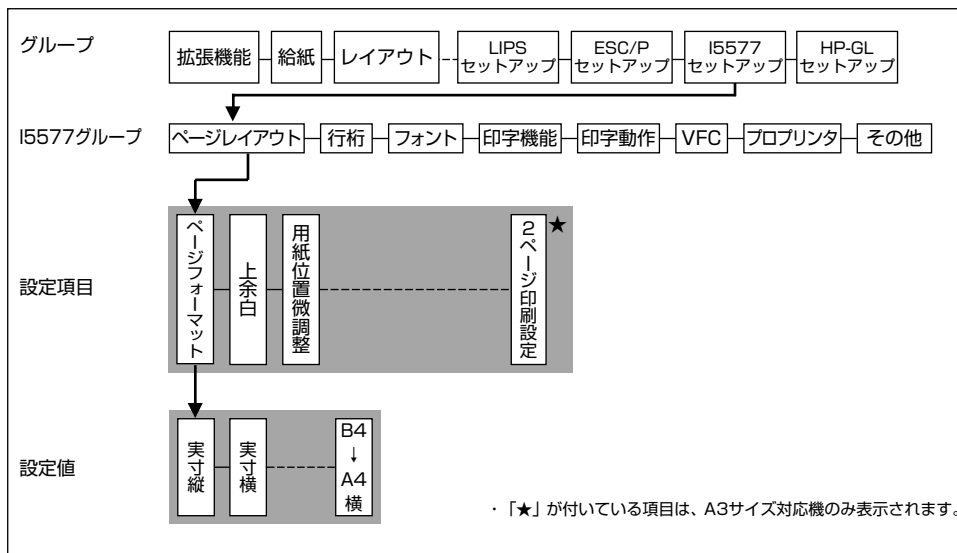 グループ
拡張機能
給紙
レイアウト
LIPS
セットアップ
ESC/P
セットアップ
I5577
セットアップ
HP-GL
セットアップ
I5577グループ
ページレイアウト
行桁
フォント
印字機能
印字動作
VFC
プロプリンタ
その他
設定項目
ページフォーマット
上余白
用紙位置微調整
2ページ印刷設定
★
設定値
実寸縦
実寸横
B4
↓
A4
横
・「★」が付いている項目は、A3サイズ対応機のみ表示されます。